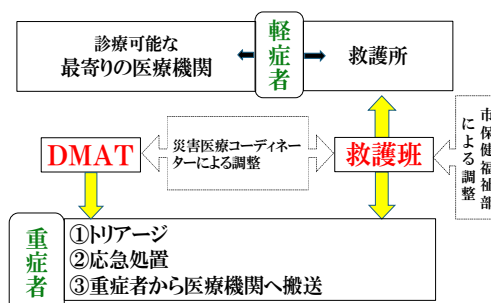 診療可能な
最寄りの医療機関
軽症者
救護所
DMAT
災害医療コーディネ
ーターによる調整
救護班
市保健福祉部
による調整
重症者
①トリアージ
②応急処置
③重症者から医療機関へ搬送